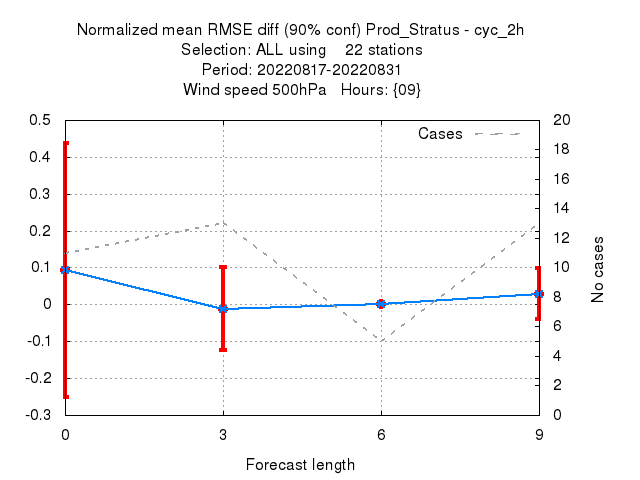 Normalized mean RMSE diff (90% conf) Prod_Stratus - cyc_2h
Selection: ALL using    22 stations
Period: 20220817-20220831
Wind speed 500hPa   Hours: {09}
Cases
0.5
0.4
0.3
0.2
0.1
0
-0.1
-0.2
-0.3
20
18
16
14
12
10
8
6
4
2
0
No cases
0 3 6 9
Forecast length